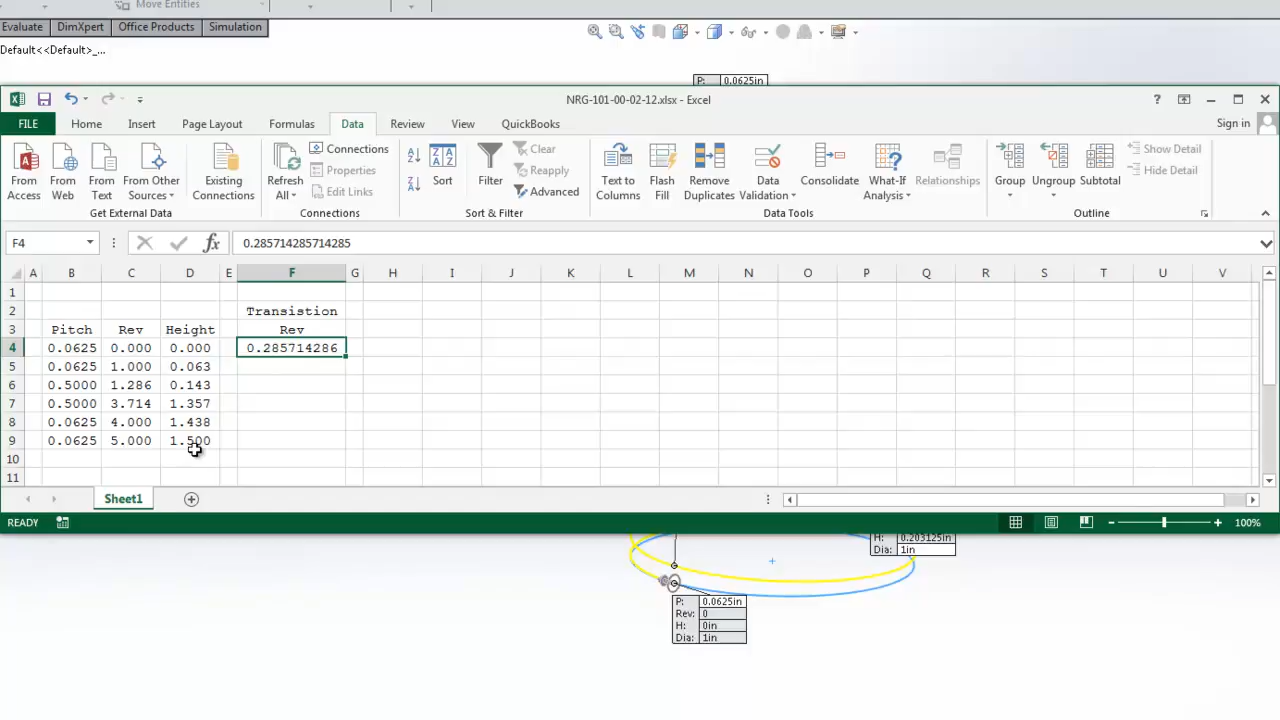 Move Entities
Evaluate DimXpert Office Products Simulation
Default<<Default>_...
P: 0.0625in
NRG-101-00-02-12.xlsx - Excel
FILE Home Insert Page Layout Formulas Data Review View QuickBooks Sign in
From Access
From Web
From Text
From Other Sources
Existing Connections
Get External Data
Refresh All
Connections
Properties
Edit Links
Connections
Sort
Filter
Clear
Reapply
Advanced
Sort & Filter
Text to Columns
Flash Fill
Remove Duplicates
Data Validation
Consolidate
What-If Analysis
Relationships
Data Tools
Group
Ungroup
Subtotal
Show Detail
Hide Detail
Outline
F4 fx 0.285714285714285
A B C D E F G H I J K L M N O P Q R S T U V
1
2 Transistion
3 Pitch Rev Height Rev
4 0.0625 0.000 0.000 0.285714286
5 0.0625 1.000 0.063
6 0.5000 1.286 0.143
7 0.5000 3.714 1.357
8 0.0625 4.000 1.438
9 0.0625 5.000 1.500
10
11
Sheet1
READY 100%
H: 0.203125in
Dia: 1in
P: 0.0625in
Rev: 0
H: 0in
Dia: 1in